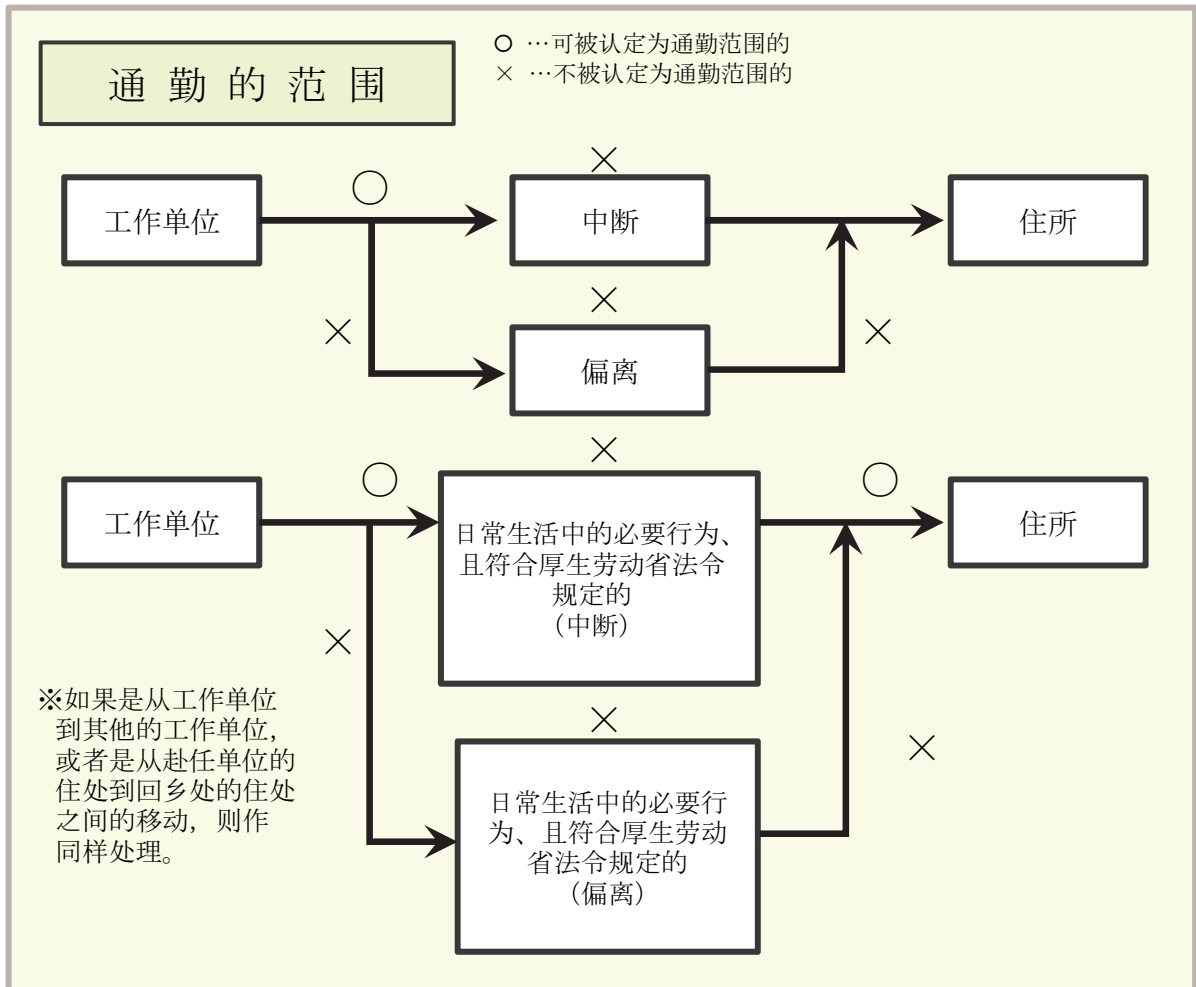 通勤的范围
○ …可被认定为通勤范围的
× …不被认定为通勤范围的
×
○
工作单位
中断
住所
×
×
×
偏离
×
○
○
工作单位
日常生活中的必要行为、
且符合厚生劳动省法令
规定的
（中断）
住所
×
※如果是从工作单位
到其他的工作单位，
或者是从赴任单位的
住处到回乡处的住处
之间的移动，则作
同样处理。
×
×
日常生活中的必要行
为、且符合厚生劳动
省法令规定的
（偏离）